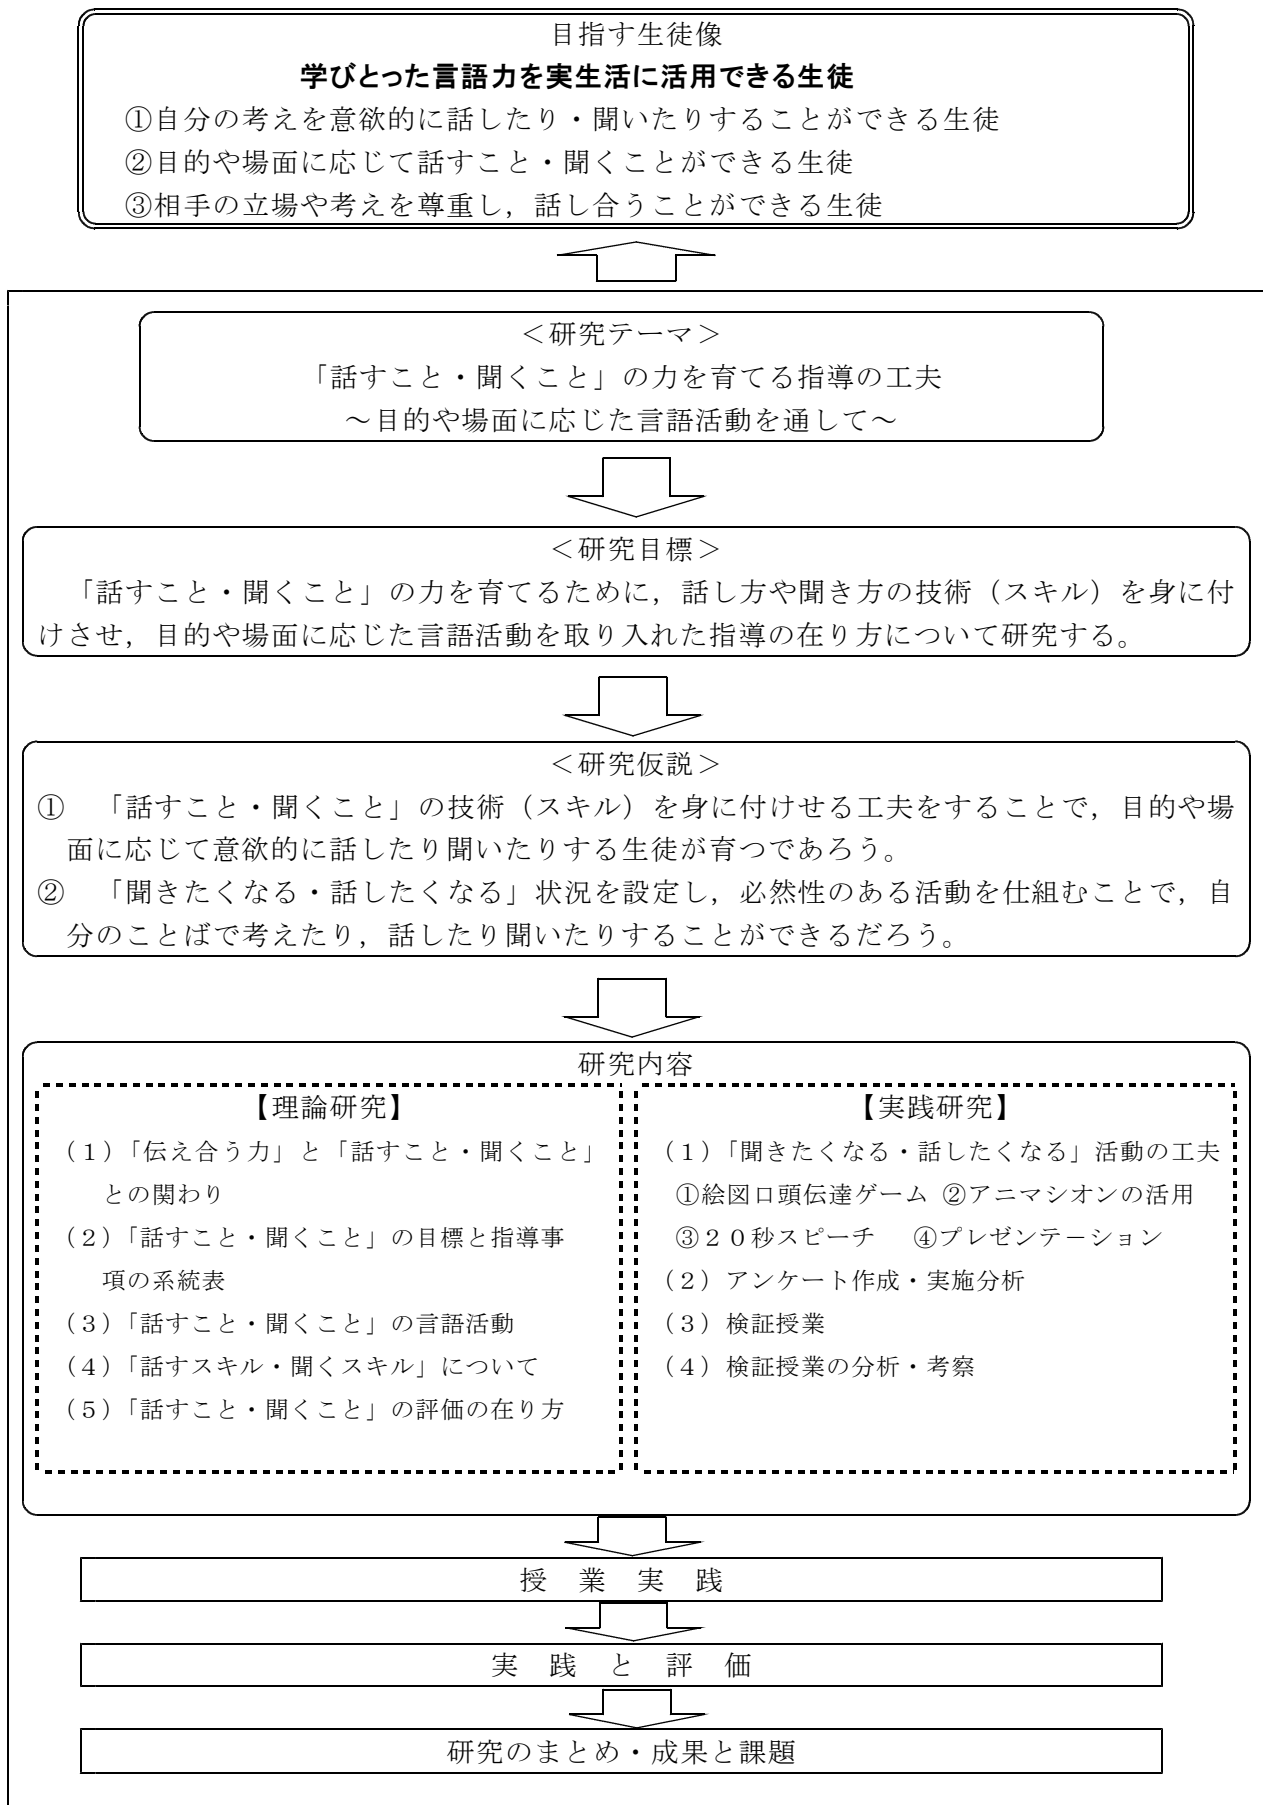 目指す生徒像
学びとった言語力を実生活に活用できる生徒
①自分の考えを意欲的に話したり・聞いたりすることができる生徒
②目的や場面に応じて話すこと・聞くことができる生徒
③相手の立場や考えを尊重し，話し合うことができる生徒
＜研究テーマ＞
「話すこと・聞くこと」の力を育てる指導の工夫
～目的や場面に応じた言語活動を通して～
＜研究目標＞
「話すこと・聞くこと」の力を育てるために，話し方や聞き方の技術（スキル）を身に付
けさせ，目的や場面に応じた言語活動を取り入れた指導の在り方について研究する。
＜研究仮説＞
①　「話すこと・聞くこと」の技術（スキル）を身に付けせる工夫をすることで，目的や場
面に応じて意欲的に話したり聞いたりする生徒が育つであろう。
②　「聞きたくなる・話したくなる」状況を設定し，必然性のある活動を仕組むことで，自
分のことばで考えたり，話したり聞いたりすることができるだろう。
研究内容
【理論研究】
（１）「伝え合う力」と「話すこと・聞くこと」
との関わり
（２）「話すこと・聞くこと」の目標と指導事
項の系統表
（３）「話すこと・聞くこと」の言語活動
（４）「話すスキル・聞くスキル」について
（５）「話すこと・聞くこと」の評価の在り方
【実践研究】
（１）「聞きたくなる・話したくなる」活動の工夫
①絵図口頭伝達ゲーム ②アニマシオンの活用
③２０秒スピーチ　④プレゼンテ－ション
（２）アンケート作成・実施分析
（３）検証授業
（４）検証授業の分析・考察
授　業　実　践
実　践　と　評　価
研究のまとめ・成果と課題